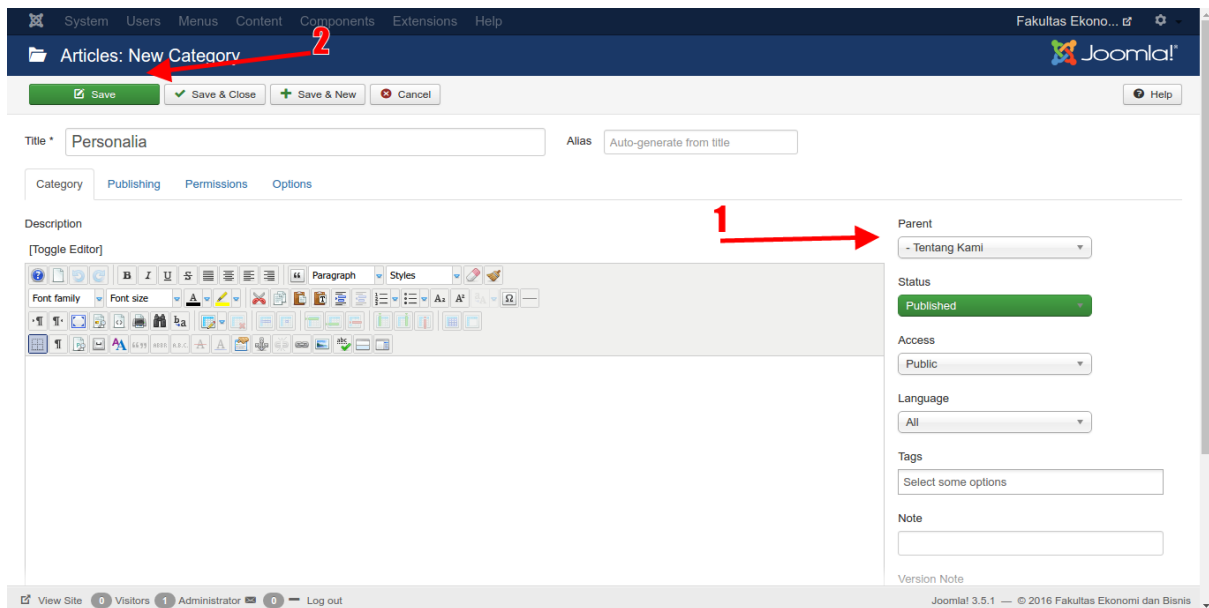 System Users Menus Content Components Extensions Help Fakultas Ekono...
2
Articles: New Category Joomla!
Save Save & Close Save & New Cancel Help
Title * Personalia Alias Auto-generate from title
Category Publishing Permissions Options
1
Description Parent
[Toggle Editor] - Tentang Kami
B I U S Paragraph Styles
Status
Font family Font size A A₂ A² Ω
Published
Access
Public
Language
All
Tags
Select some options
Note
Version Note
View Site 0 Visitors 1 Administrator 0 Log out Joomla! 3.5.1 — © 2016 Fakultas Ekonomi dan Bisnis